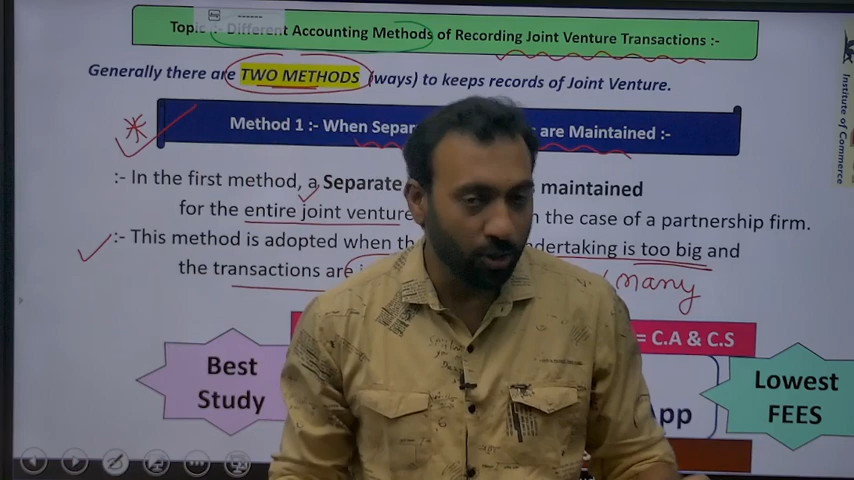 Topic :- Different Accounting Methods of Recording Joint Venture Transactions :-
Generally there are TWO METHODS (ways) to keeps records of Joint Venture.
Method 1 :- When Separ are Maintained :-
:- In the first method, a Separate maintained
for the entire joint venture the case of a partnership firm.
:- This method is adopted when ndertaking is too big and
the transactions are many
= C.A & C.S
Best
Study
App
Lowest
FEES
Institute of Commerce